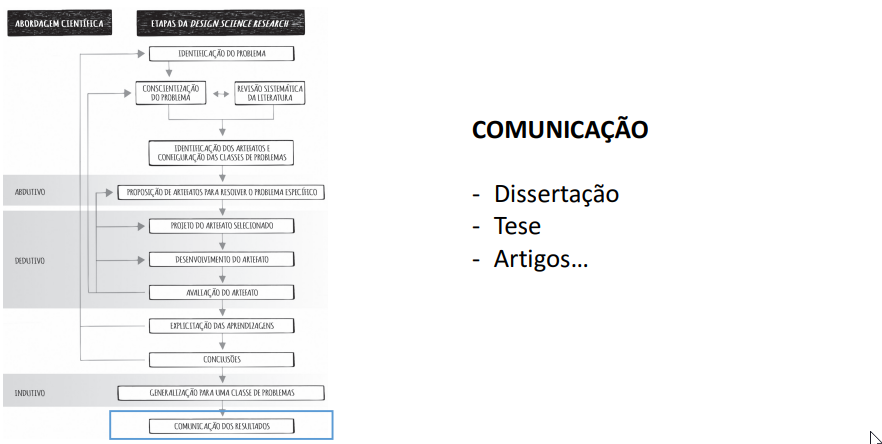 ABORDAGEM CIENTÍFICA
ETAPAS DA DESIGN SCIENCE RESEARCH
IDENTIFICAÇÃO DO PROBLEMA
CONSCIENTIZAÇÃO
DO PROBLEMA
REVISÃO SISTEMÁTICA
DA LITERATURA
IDENTIFICAÇÃO DOS ARTEFATOS E
CONFIGURAÇÃO DAS CLASSES DE PROBLEMAS
ABDUTIVO
PROPOSIÇÃO DE ARTEFATOS PARA RESOLVER O PROBLEMA ESPECÍFICO
PROJETO DO ARTEFATO SELECIONADO
DEDUTIVO
DESENVOLVIMENTO DO ARTEFATO
AVALIAÇÃO DO ARTEFATO
EXPLICITAÇÃO DAS APRENDIZAGENS
CONCLUSÕES
INDUTIVO
GENERALIZAÇÃO PARA UMA CLASSE DE PROBLEMAS
COMUNICAÇÃO DOS RESULTADOS
COMUNICAÇÃO
- Dissertação
- Tese
- Artigos...